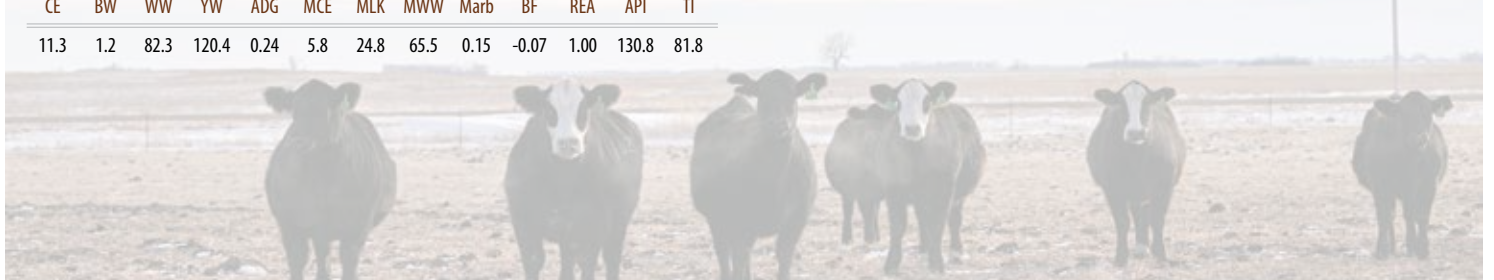 CE BW WW YW ADG MCE MLK MWW Marb BF REA API TI
11.3 1.2 82.3 120.4 0.24 5.8 24.8 65.5 0.15 -0.07 1.00 130.8 81.8